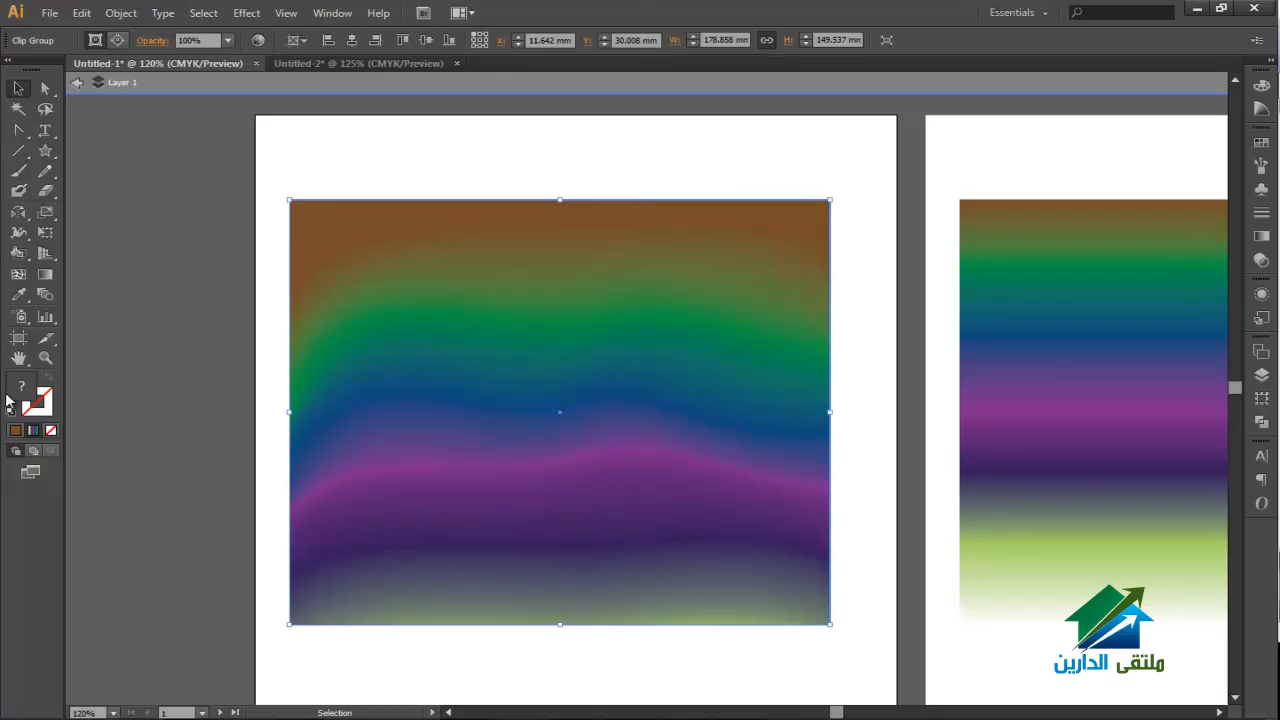 Ai File Edit Object Type Select Effect View Window Help Br Essentials
Clip Group Opacity: 100% X: 11.642 mm Y: 30.008 mm W: 178.858 mm H: 149.537 mm
Untitled-1* @ 120% (CMYK/Preview) × Untitled-2* @ 125% (CMYK/Preview) ×
Layer 1
T
?
A
ملتقى الدارين
120% 1 Selection